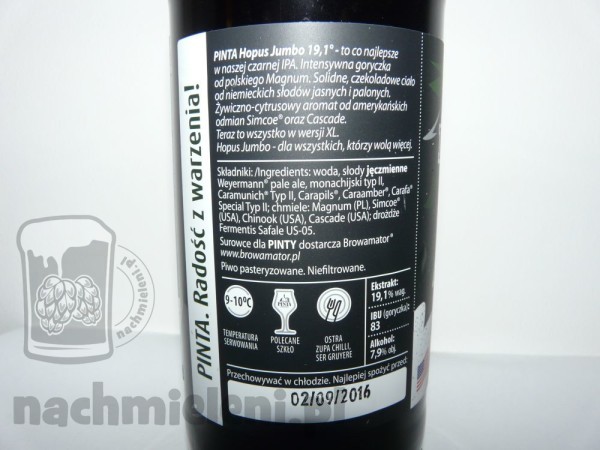 PINTA. Radość z warzenia!
PINTA Hopus Jumbo 19,1° - to co najlepsze
w naszej czarnej IPA. Intensywna goryczka
od polskiego Magnum. Solidne, czekoladowe ciało
od niemieckich słodów jasnych i palonych.
Żywiczno-cytrusowy aromat od amerykańskich
odmian Simcoe® oraz Cascade.
Teraz to wszystko w wersji XL.
Hopus Jumbo - dla wszystkich, którzy wolą więcej.
Składniki: /Ingredients: woda, słody jęczmienne
Weyermann® pale ale, monachijski typ II,
Caramunich® Typ II, Carapils®, Caraamber®, Carafa®
Special Typ II; chmiele: Magnum (PL), Simcoe®
(USA), Chinook (USA), Cascade (USA); drożdże
Fermentis Safale US-05.
Surowce dla PINTY dostarcza Browamator®
www.browamator.pl
Piwo pasteryzowane. Niefiltrowane.
9-10°C
TEMPERATURA
SERWOWANIA
PINTA
POLECANE
SZKŁO
OSTRA
ZUPA CHILLI,
SER GRUYERE
Ekstrakt:
19,1% wag.
IBU (goryczka):
83
Alkohol:
7,9% obj.
Przechowywać w chłodzie. Najlepiej spożyć przed
02/09/2016
nachmieleni.pl
nachmieleni.pl